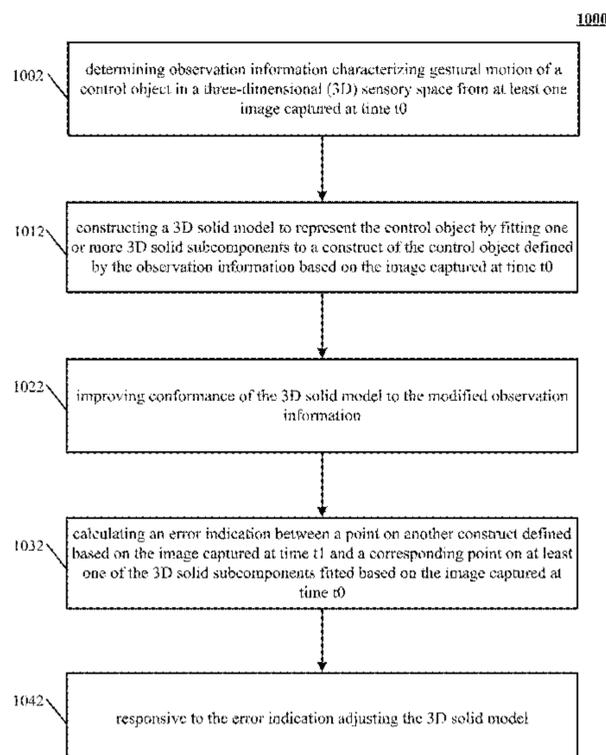 1000
1002
determining observation information characterizing gestural motion of a
control object in a three-dimensional (3D) sensory space from at least one
image captured at time t0
1012
constructing a 3D solid model to represent the control object by fitting one
or more 3D solid subcomponents to a construct of the control object defined
by the observation information based on the image captured at time t0
1022
improving conformance of the 3D solid model to the modified observation
information
1032
calculating an error indication between a point on another construct defined
based on the image captured at time t1 and a corresponding point on at least
one of the 3D solid subcomponents fitted based on the image captured at
time t0
1042
responsive to the error indication adjusting the 3D solid model